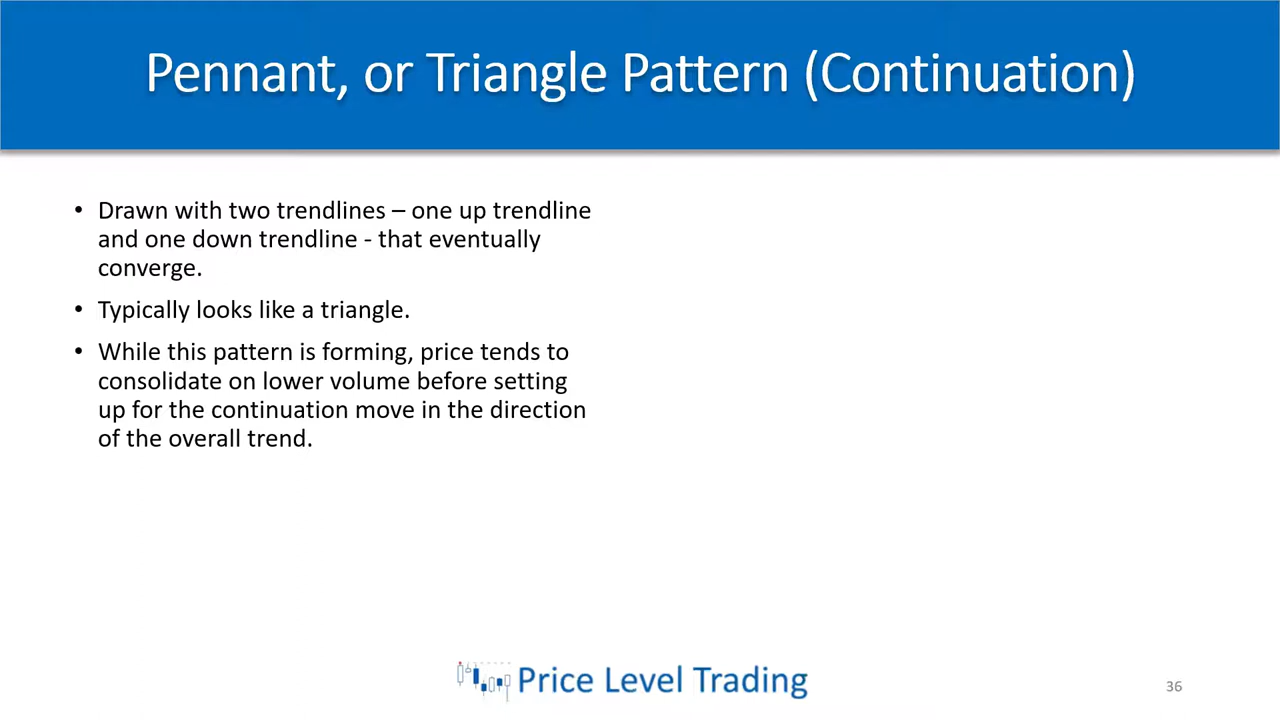 Pennant, or Triangle Pattern (Continuation)
• Drawn with two trendlines – one up trendline
and one down trendline - that eventually
converge.
• Typically looks like a triangle.
• While this pattern is forming, price tends to
consolidate on lower volume before setting
up for the continuation move in the direction
of the overall trend.
Price Level Trading
36